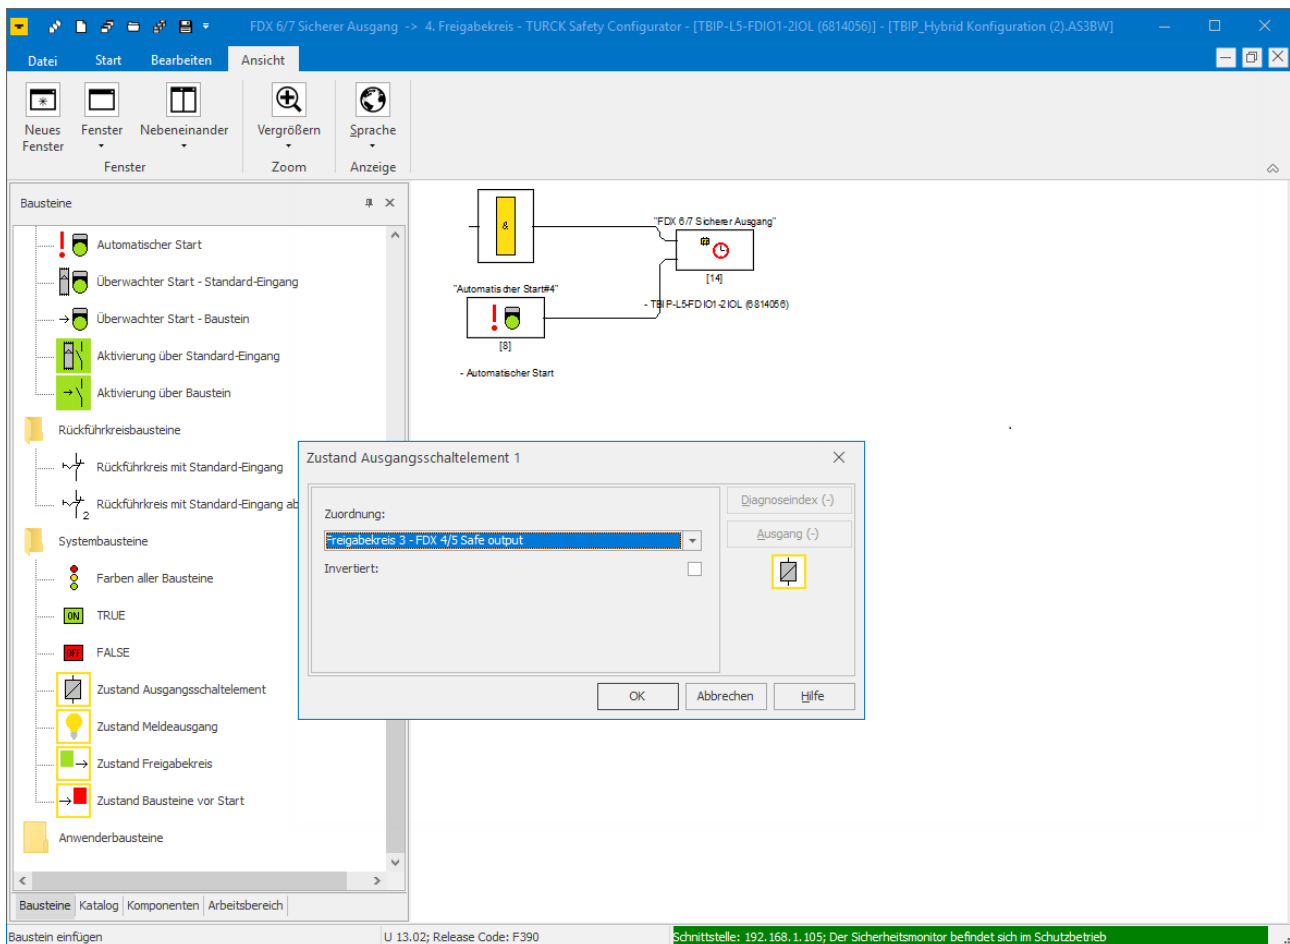 FDX 6/7 Sicherer Ausgang -> 4. Freigabekreis - TURCK Safety Configurator - [TBIP-L5-FDIO1-2IOL (6814056)] - [TBIP_Hybrid Konfiguration (2).AS3BW]
Datei Start Bearbeiten Ansicht
Neues Fenster
Fenster
Nebeneinander
Vergrößern
Sprache
Fenster Zoom Anzeige
Bausteine
Automatischer Start
Überwachter Start - Standard-Eingang
Überwachter Start - Baustein
Aktivierung über Standard-Eingang
Aktivierung über Baustein
Rückführkreisbausteine
Rückführkreis mit Standard-Eingang
2
Rückführkreis mit Standard-Eingang ab
Systembausteine
Farben aller Bausteine
ON
TRUE
OFF
FALSE
Zustand Ausgangsschaltelement
Zustand Meldeausgang
Zustand Freigabekreis
Zustand Bausteine vor Start
Anwenderbausteine
Bausteine Katalog Komponenten Arbeitsbereich
&
"FDX 6/7 Sicherer Ausgang"
[14]
- TBIP-L5-FDIO1-2IOL (6814056)
"Automatischer Start#4"
[8]
- Automatischer Start
Zustand Ausgangsschaltelement 1
Zuordnung:
Freigabekreis 3 - FDX 4/5 Safe output
Invertiert:
Diagnoseindex (-)
Ausgang (-)
OK Abbrechen Hilfe
Baustein einfügen
U 13.02; Release Code: F390
Schnittstelle: 192.168.1.105; Der Sicherheitsmonitor befindet sich im Schutzbetrieb